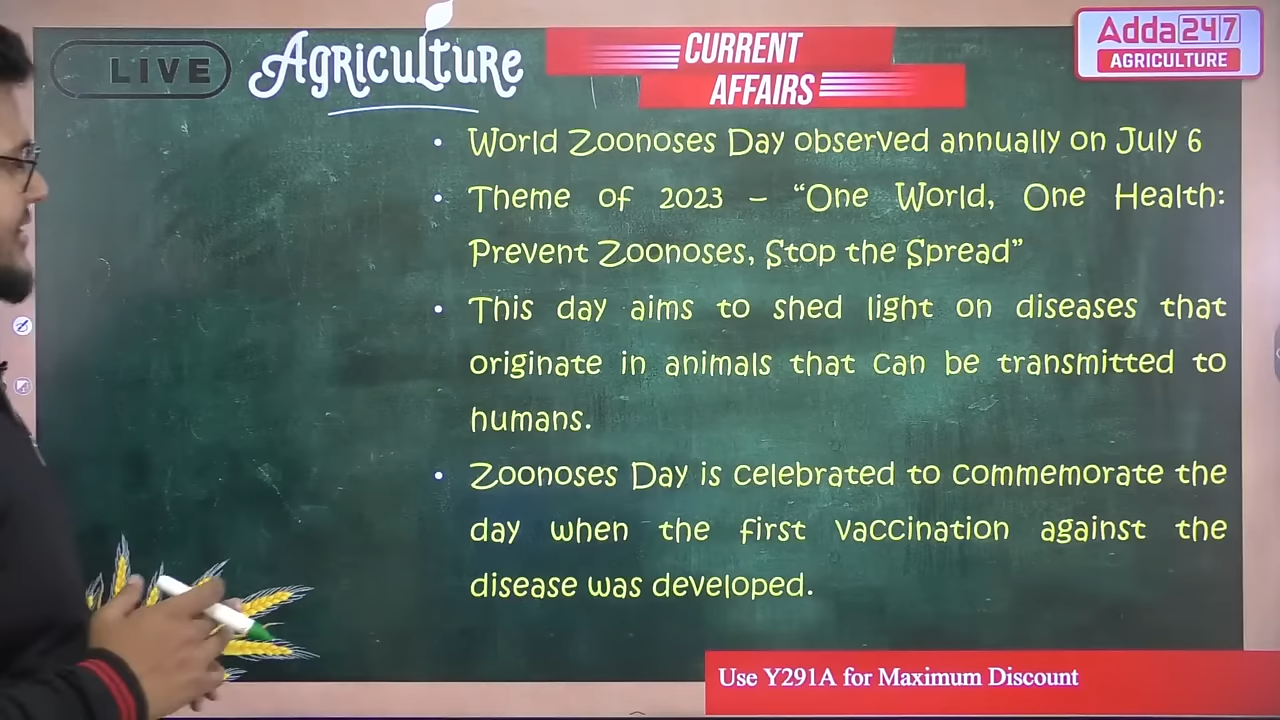 LIVE
Agriculture
CURRENT
AFFAIRS
Adda247
AGRICULTURE
• World Zoonoses Day observed annually on July 6
• Theme of 2023 – “One World, One Health:
Prevent Zoonoses, Stop the Spread”
• This day aims to shed light on diseases that
originate in animals that can be transmitted to
humans.
• Zoonoses Day is celebrated to commemorate the
day when the first vaccination against the
disease was developed.
Use Y291A for Maximum Discount